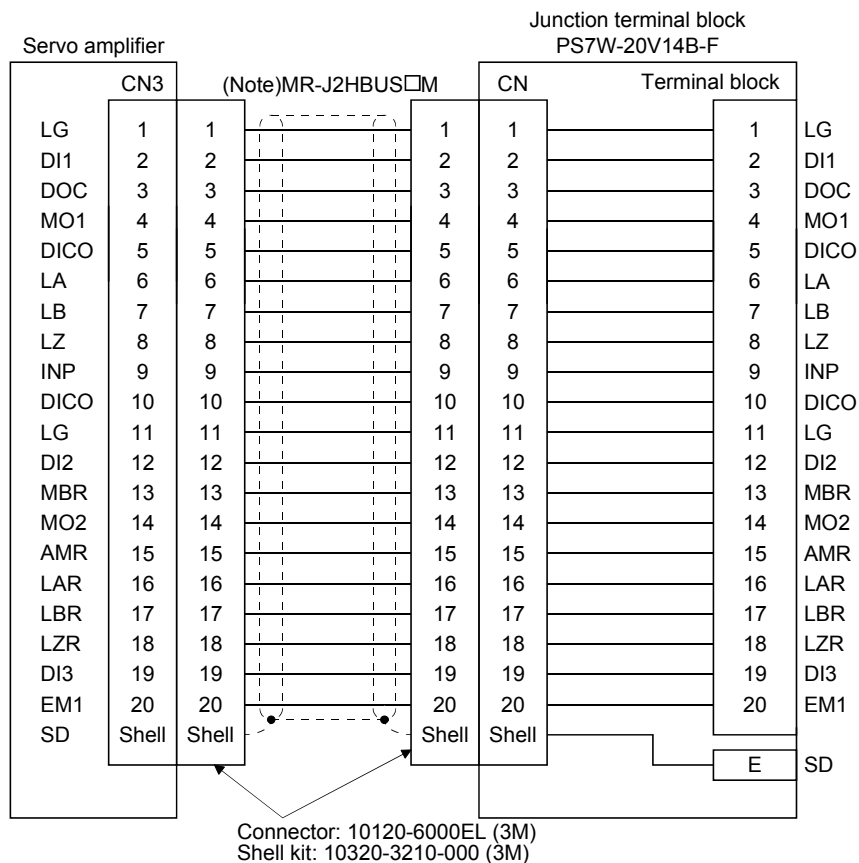 Junction terminal block
Servo amplifier PS7W-20V14B-F
CN3 (Note)MR-J2HBUS□M CN Terminal block
LG 1 1 1 1 1 LG
DI1 2 2 2 2 2 DI1
DOC 3 3 3 3 3 DOC
MO1 4 4 4 4 4 MO1
DICO 5 5 5 5 5 DICO
LA 6 6 6 6 6 LA
LB 7 7 7 7 7 LB
LZ 8 8 8 8 8 LZ
INP 9 9 9 9 9 INP
DICO 10 10 10 10 10 DICO
LG 11 11 11 11 11 LG
DI2 12 12 12 12 12 DI2
MBR 13 13 13 13 13 MBR
MO2 14 14 14 14 14 MO2
AMR 15 15 15 15 15 AMR
LAR 16 16 16 16 16 LAR
LBR 17 17 17 17 17 LBR
LZR 18 18 18 18 18 LZR
DI3 19 19 19 19 19 DI3
EM1 20 20 20 20 20 EM1
SD Shell Shell Shell Shell
E SD
Connector: 10120-6000EL (3M)
Shell kit: 10320-3210-000 (3M)